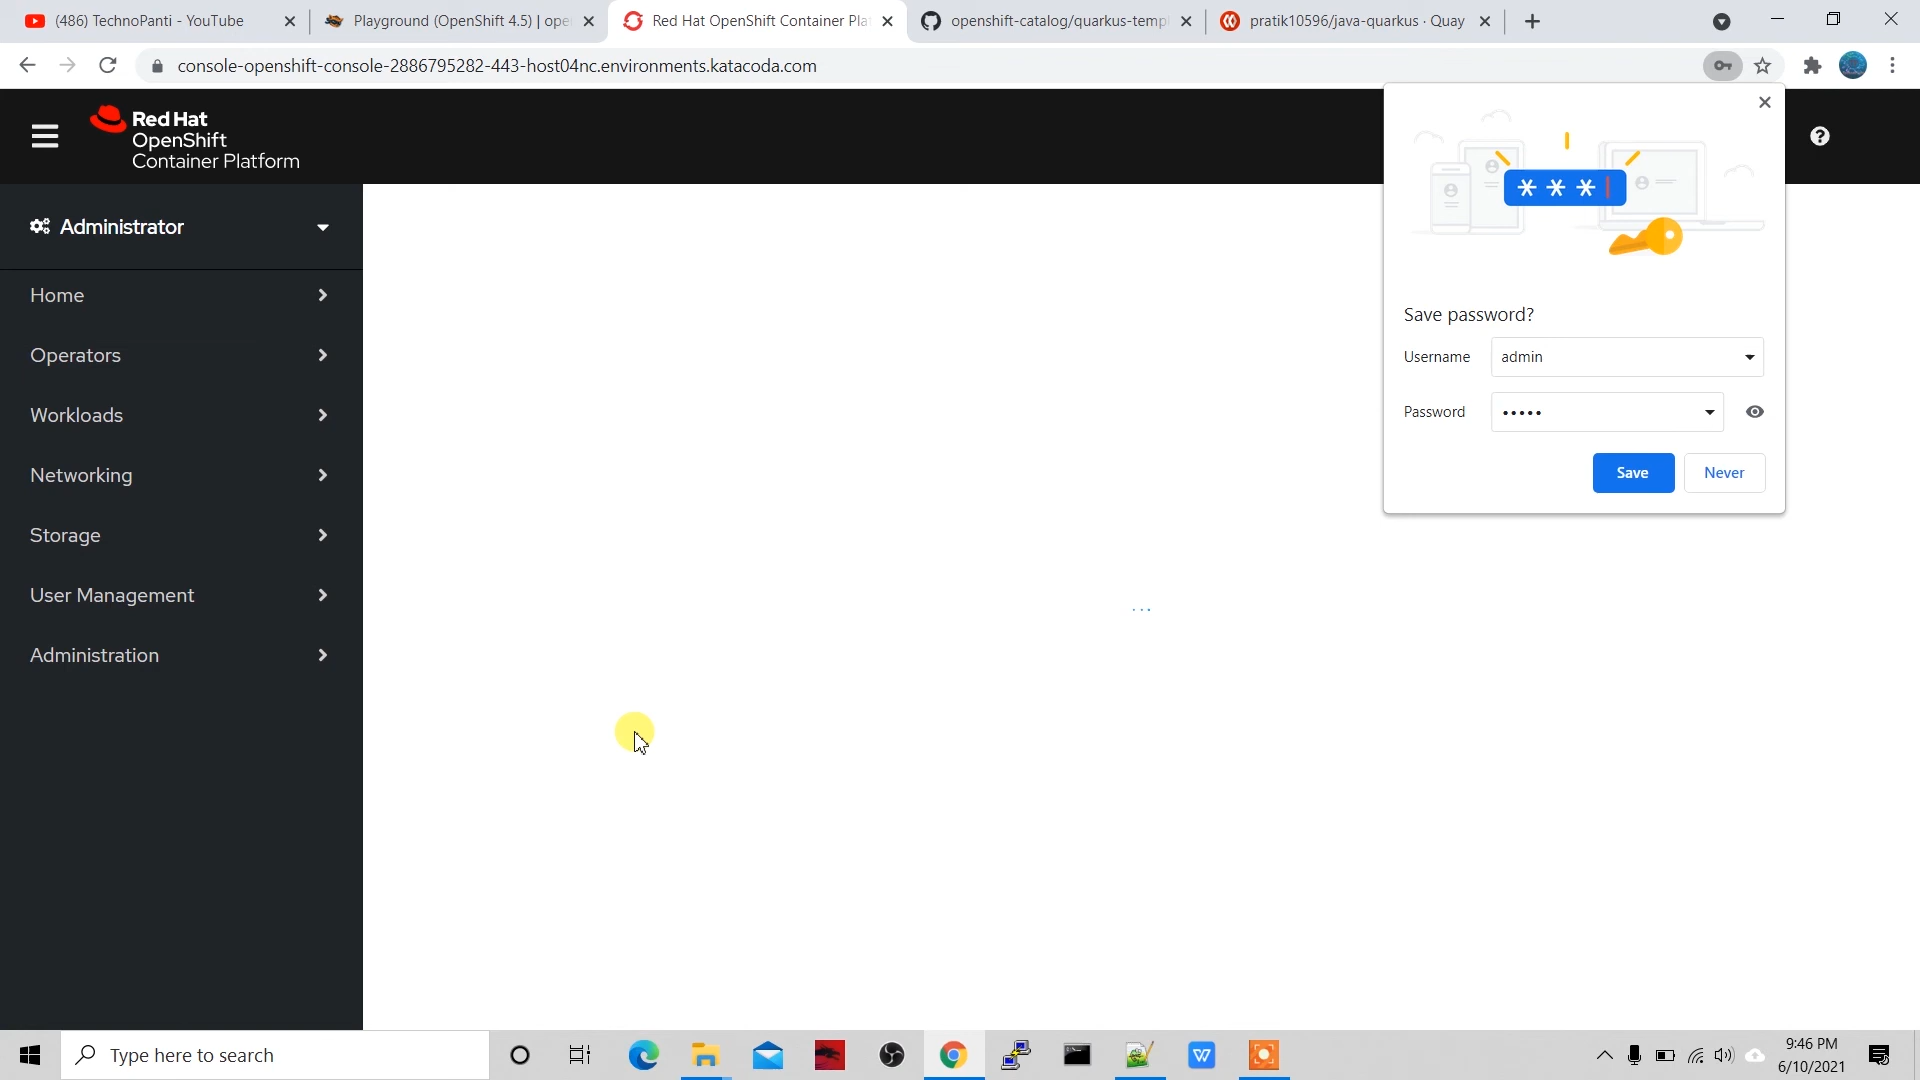 (486) TechnoPanti - YouTube
Playground (OpenShift 4.5) | ope
Red Hat OpenShift Container Pla
openshift-catalog/quarkus-temp
pratik10596/java-quarkus · Quay
console-openshift-console-2886795282-443-host04nc.environments.katacoda.com
Red Hat
OpenShift
Container Platform
Administrator
Home
Operators
Workloads
Networking
Storage
User Management
Administration
* * *
Save password?
Username
admin
Password
•••••
Save
Never
Type here to search
9:46 PM
6/10/2021